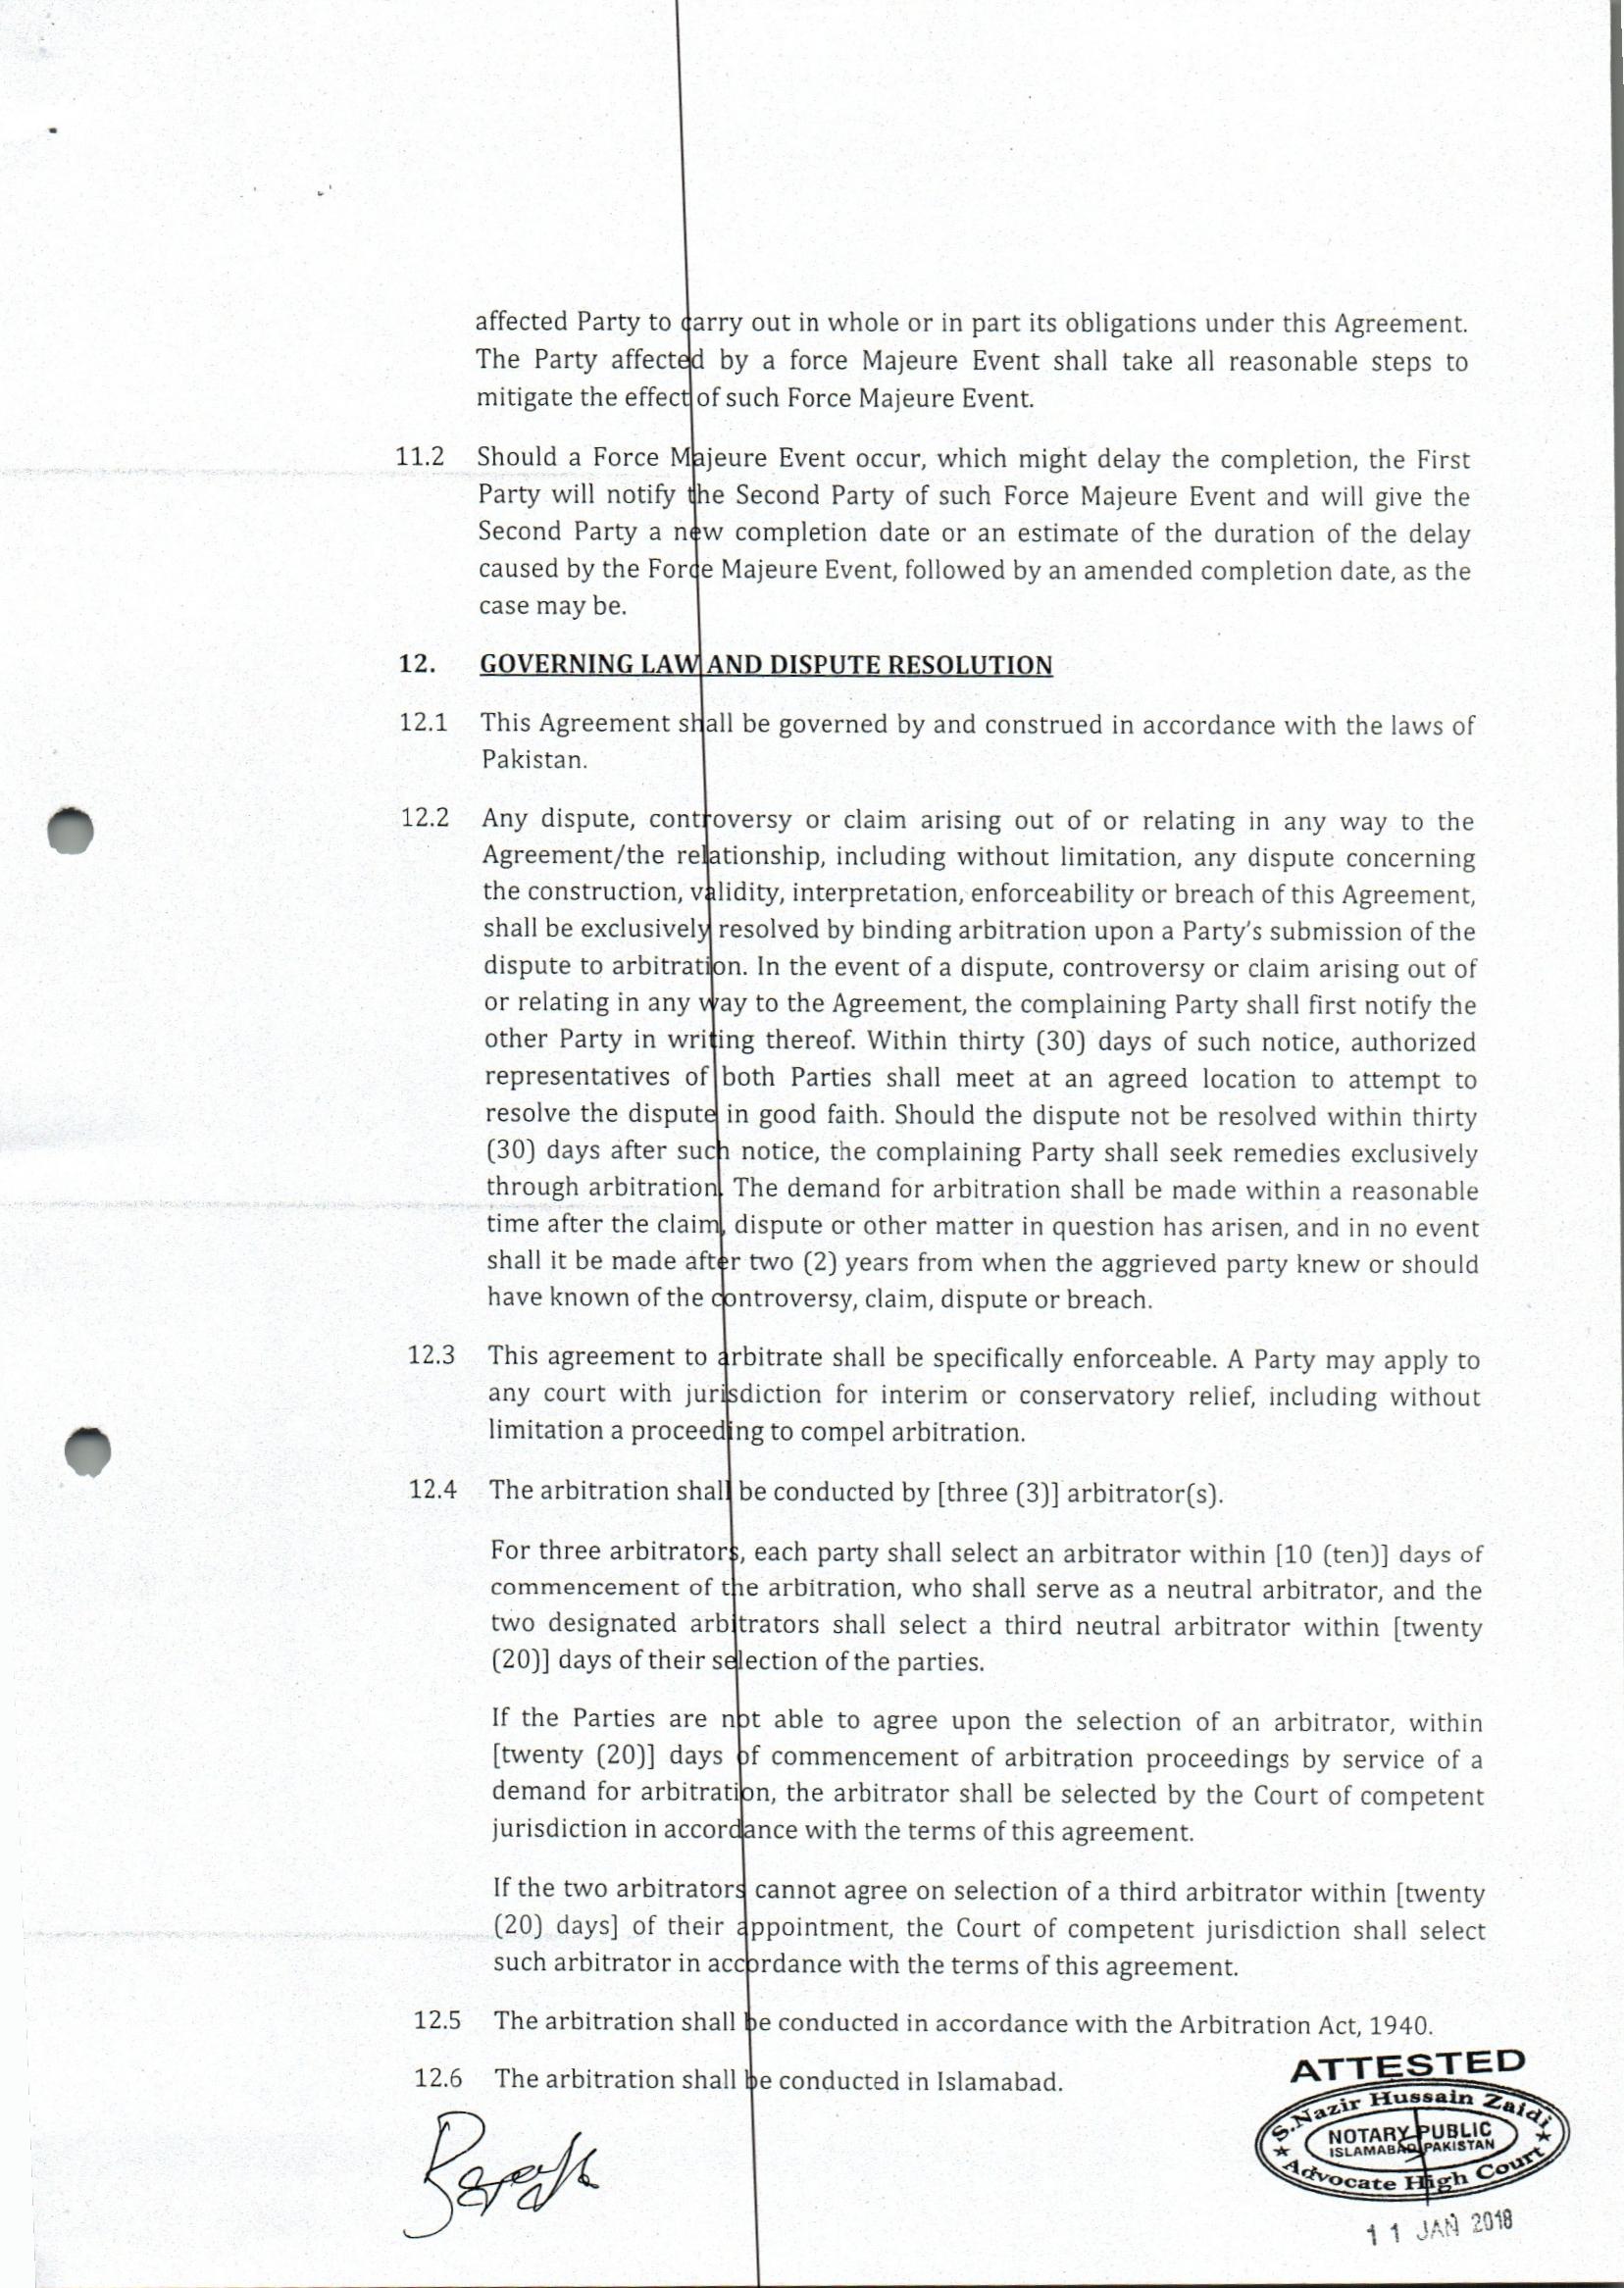 affected Party to carry out in whole or in part its obligations under this Agreement.
The Party affected by a force Majeure Event shall take all reasonable steps to
mitigate the effect of such Force Majeure Event.
11.2 Should a Force Majeure Event occur, which might delay the completion, the First
Party will notify the Second Party of such Force Majeure Event and will give the
Second Party a new completion date or an estimate of the duration of the delay
caused by the Force Majeure Event, followed by an amended completion date, as the
case may be.
12. GOVERNING LAW AND DISPUTE RESOLUTION
12.1 This Agreement shall be governed by and construed in accordance with the laws of
Pakistan.
12.2 Any dispute, controversy or claim arising out of or relating in any way to the
Agreement/the relationship, including without limitation, any dispute concerning
the construction, validity, interpretation, enforceability or breach of this Agreement,
shall be exclusively resolved by binding arbitration upon a Party's submission of the
dispute to arbitration. In the event of a dispute, controversy or claim arising out of
or relating in any way to the Agreement, the complaining Party shall first notify the
other Party in writing thereof. Within thirty (30) days of such notice, authorized
representatives of both Parties shall meet at an agreed location to attempt to
resolve the dispute in good faith. Should the dispute not be resolved within thirty
(30) days after such notice, the complaining Party shall seek remedies exclusively
through arbitration. The demand for arbitration shall be made within a reasonable
time after the claim, dispute or other matter in question has arisen, and in no event
shall it be made after two (2) years from when the aggrieved party knew or should
have known of the controversy, claim, dispute or breach.
12.3 This agreement to arbitrate shall be specifically enforceable. A Party may apply to
any court with jurisdiction for interim or conservatory relief, including without
limitation a proceeding to compel arbitration.
12.4 The arbitration shall be conducted by [three (3)] arbitrator(s).
For three arbitrators, each party shall select an arbitrator within [10 (ten)] days of
commencement of the arbitration, who shall serve as a neutral arbitrator, and the
two designated arbitrators shall select a third neutral arbitrator within [twenty
(20)] days of their selection of the parties.
If the Parties are not able to agree upon the selection of an arbitrator, within
[twenty (20)] days of commencement of arbitration proceedings by service of a
demand for arbitration, the arbitrator shall be selected by the Court of competent
jurisdiction in accordance with the terms of this agreement.
If the two arbitrators cannot agree on selection of a third arbitrator within [twenty
(20) days] of their appointment, the Court of competent jurisdiction shall select
such arbitrator in accordance with the terms of this agreement.
12.5 The arbitration shall be conducted in accordance with the Arbitration Act, 1940.
12.6 The arbitration shall be conducted in Islamabad.
ATTESTED
S.Nazir Hussain Zaidi
NOTARY PUBLIC
ISLAMABAD PAKISTAN
★ Advocate High Court ★
11 JAN 2018